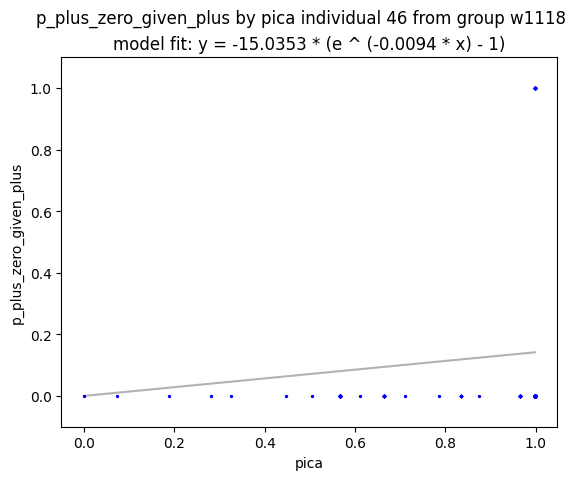 p_plus_zero_given_plus by pica individual 46 from group w1118
model fit: y = -15.0353 * (e ^ (-0.0094 * x) - 1)
1.0
0.8
0.6
0.4
0.2
0.0
p_plus_zero_given_plus
0.0 0.2 0.4 0.6 0.8 1.0
pica